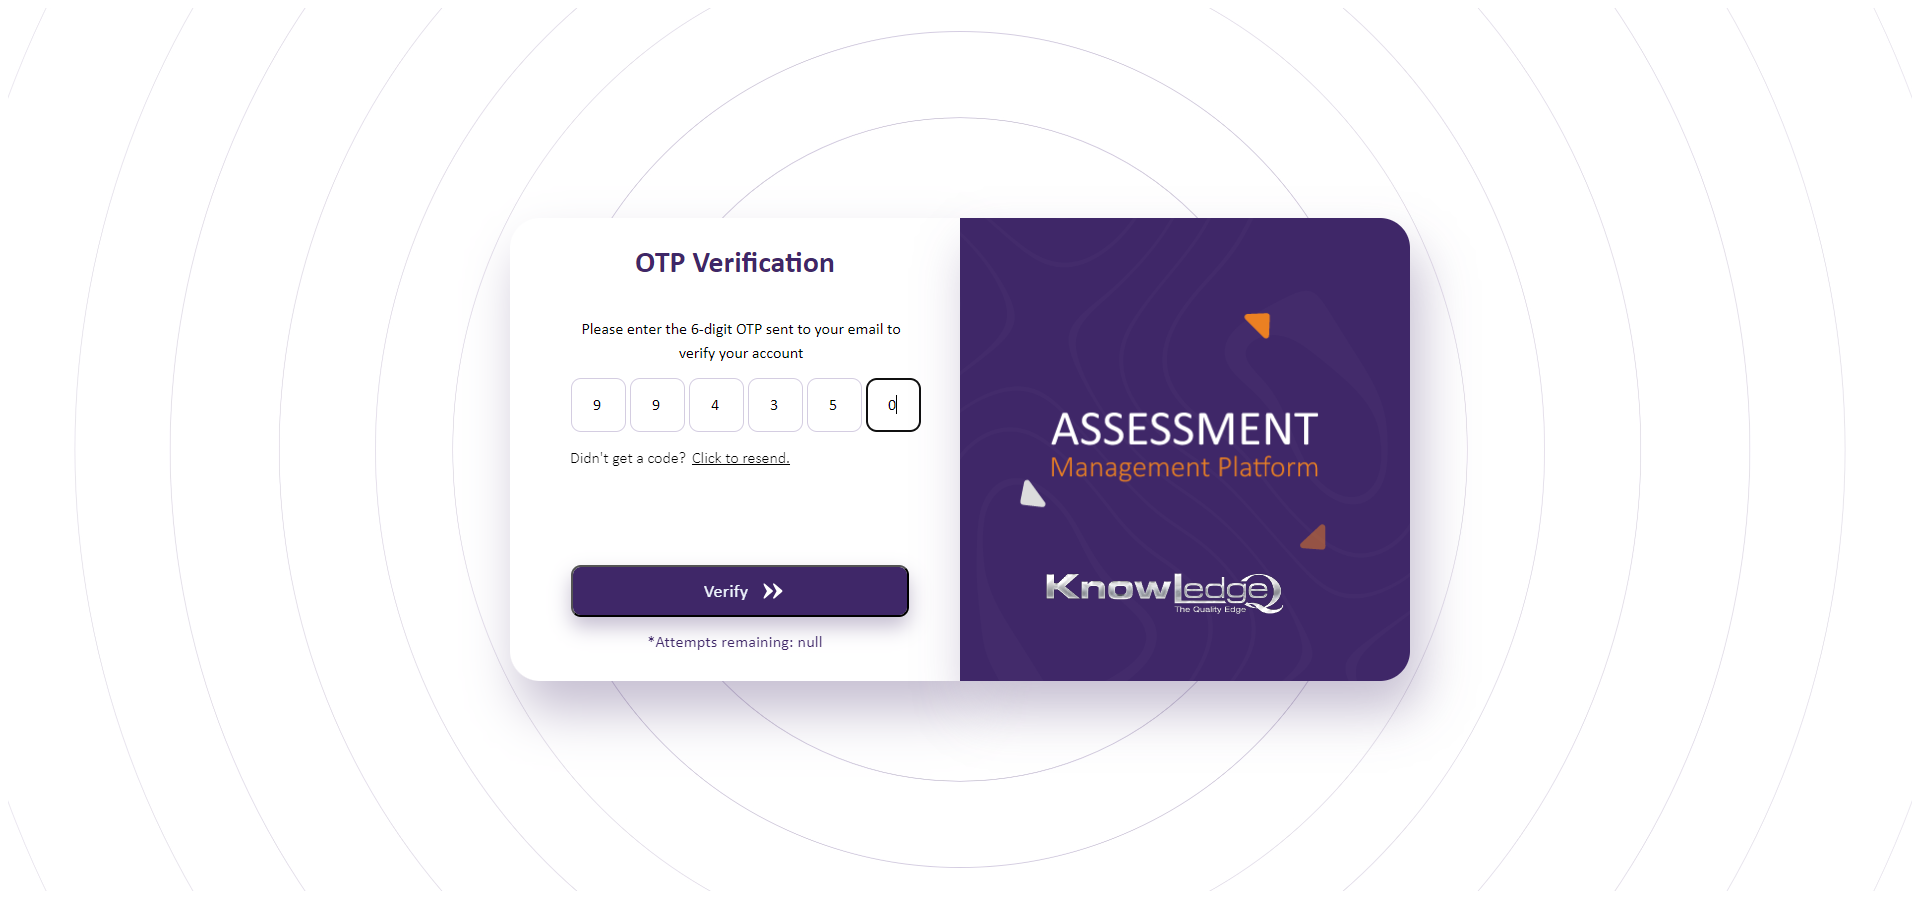 OTP Verification
Please enter the 6-digit OTP sent to your email to
verify your account
9 9 4 3 5 0
Didn't get a code? Click to resend.
Verify
*Attempts remaining: null
ASSESSMENT
Management Platform
KnowLedgeQ
The Quality Edge